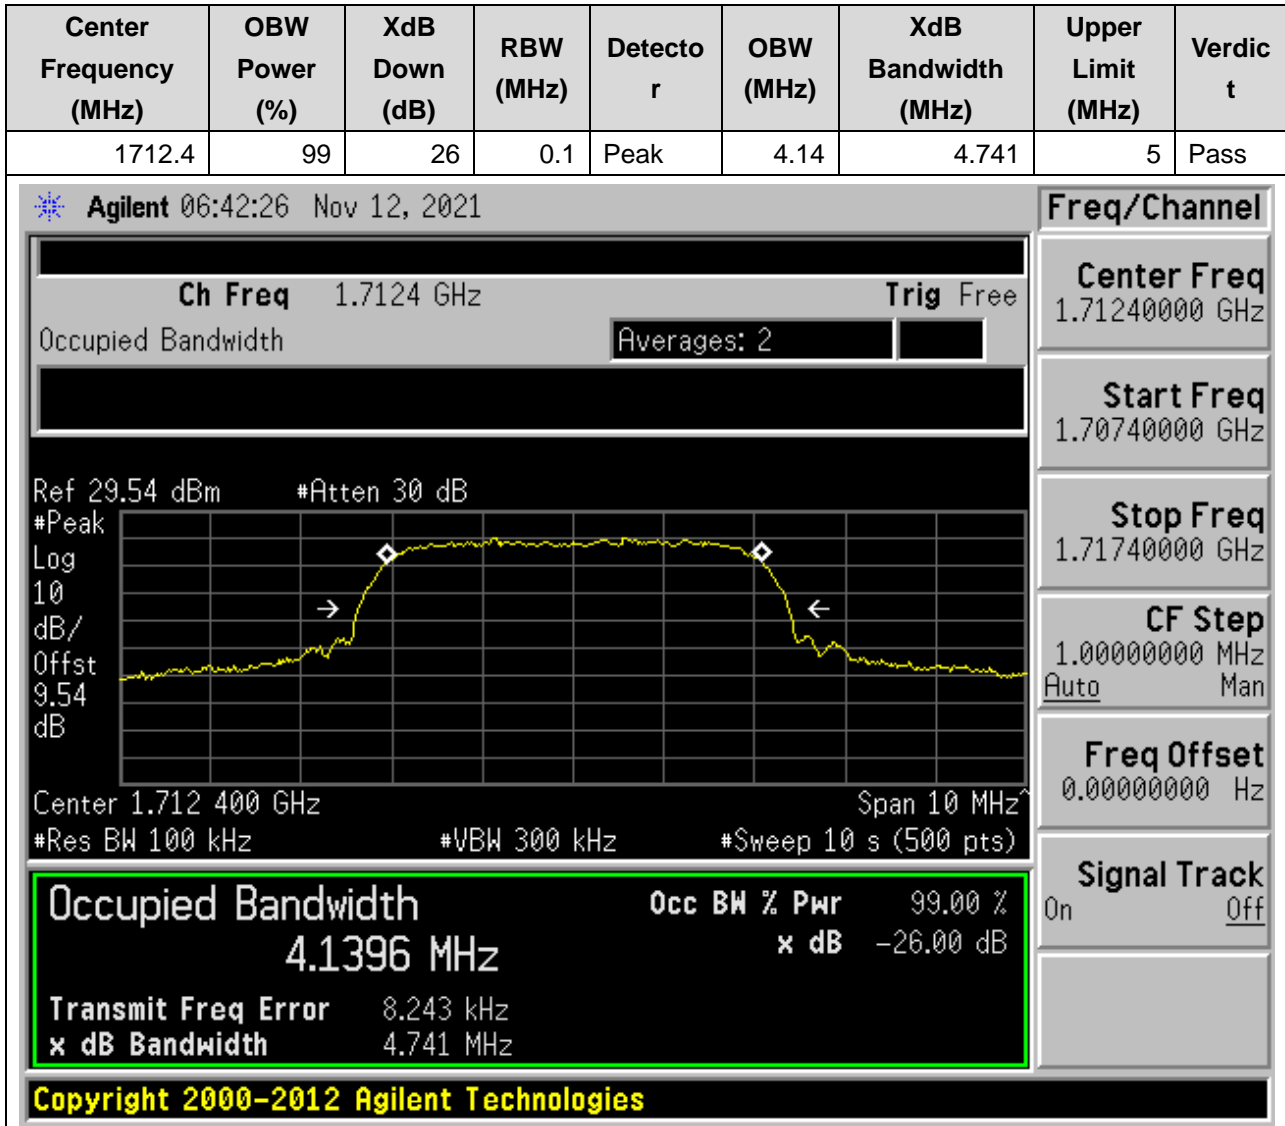 Center Frequency (MHz) OBW Power (%) XdB Down (dB) RBW (MHz) Detector OBW (MHz) XdB Bandwidth (MHz) Upper Limit (MHz) Verdict
1712.4 99 26 0.1 Peak 4.14 4.741 5 Pass
Agilent 06:42:26 Nov 12, 2021
Freq/Channel
Ch Freq 1.7124 GHz Trig Free
Occupied Bandwidth Averages: 2
Center Freq
1.71240000 GHz
Start Freq
1.70740000 GHz
Stop Freq
1.71740000 GHz
CF Step
1.00000000 MHz
Auto Man
Freq Offset
0.00000000 Hz
Signal Track
On Off
Ref 29.54 dBm #Atten 30 dB
#Peak
Log
10
dB/
Offst
9.54
dB
Center 1.712 400 GHz Span 10 MHz^
#Res BW 100 kHz #VBW 300 kHz #Sweep 10 s (500 pts)
Occupied Bandwidth Occ BW % Pwr 99.00 %
4.1396 MHz x dB -26.00 dB
Transmit Freq Error 8.243 kHz
x dB Bandwidth 4.741 MHz
Copyright 2000-2012 Agilent Technologies